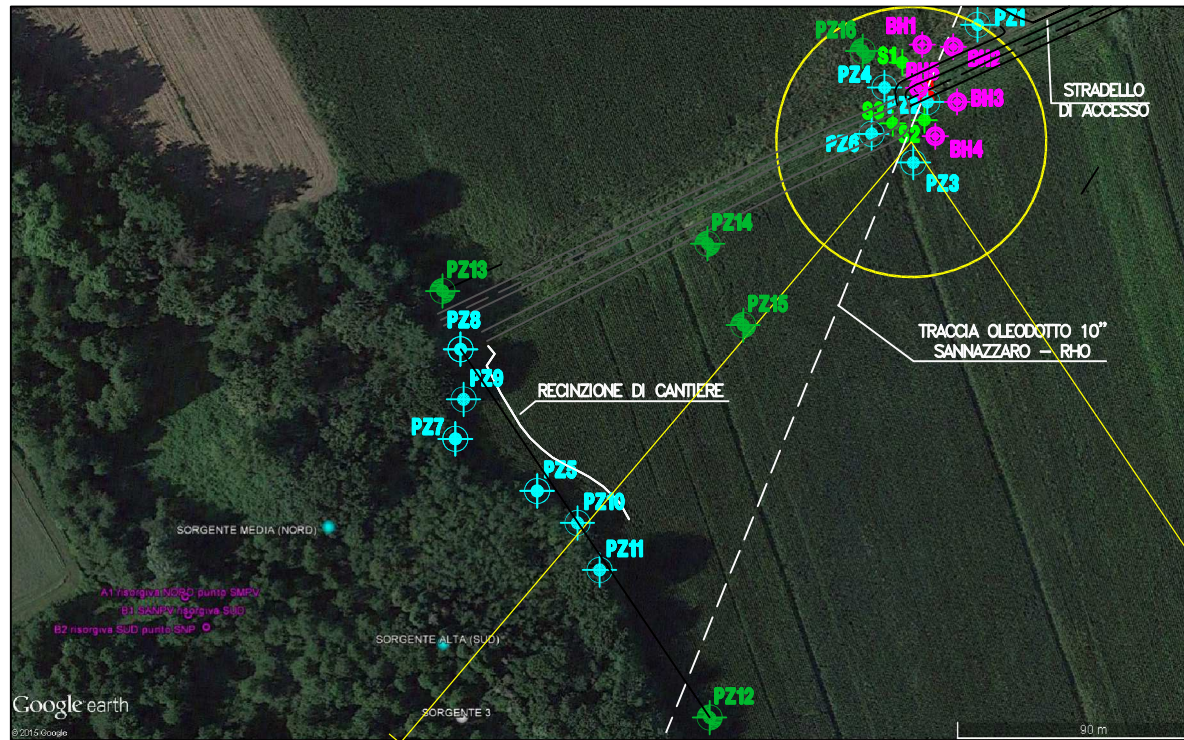 PZ1
BH1
PZ16
BH2
S1
PZ4
BH3
STRADELLO
DI ACCESSO
S3
S2
PZ6
BH4
PZ3
PZ14
PZ13
PZ15
PZ8
TRACCIA OLEODOTTO 10”
SANNAZZARO – RHO
PZ9
RECINZIONE DI CANTIERE
PZ7
PZ5
PZ10
SORGENTE MEDIA (NORD)
PZ11
A1 risorgiva NORD punto SMRV
B1 SANPV risorgiva SUD
B2 risorgiva SUD punto SNP
SORGENTE ALTA (SUD)
PZ12
SORGENTE 3
Google earth
© 2015 Google
90 m